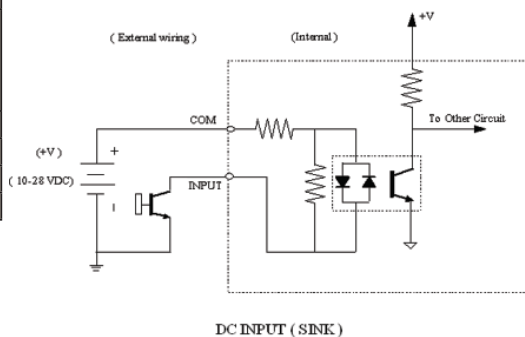 +V
( External wiring )
(Internal )
COM
To Other Circuit
(+V )
+
( 10-28 VDC)
INPUT
DC INPUT ( SINK )